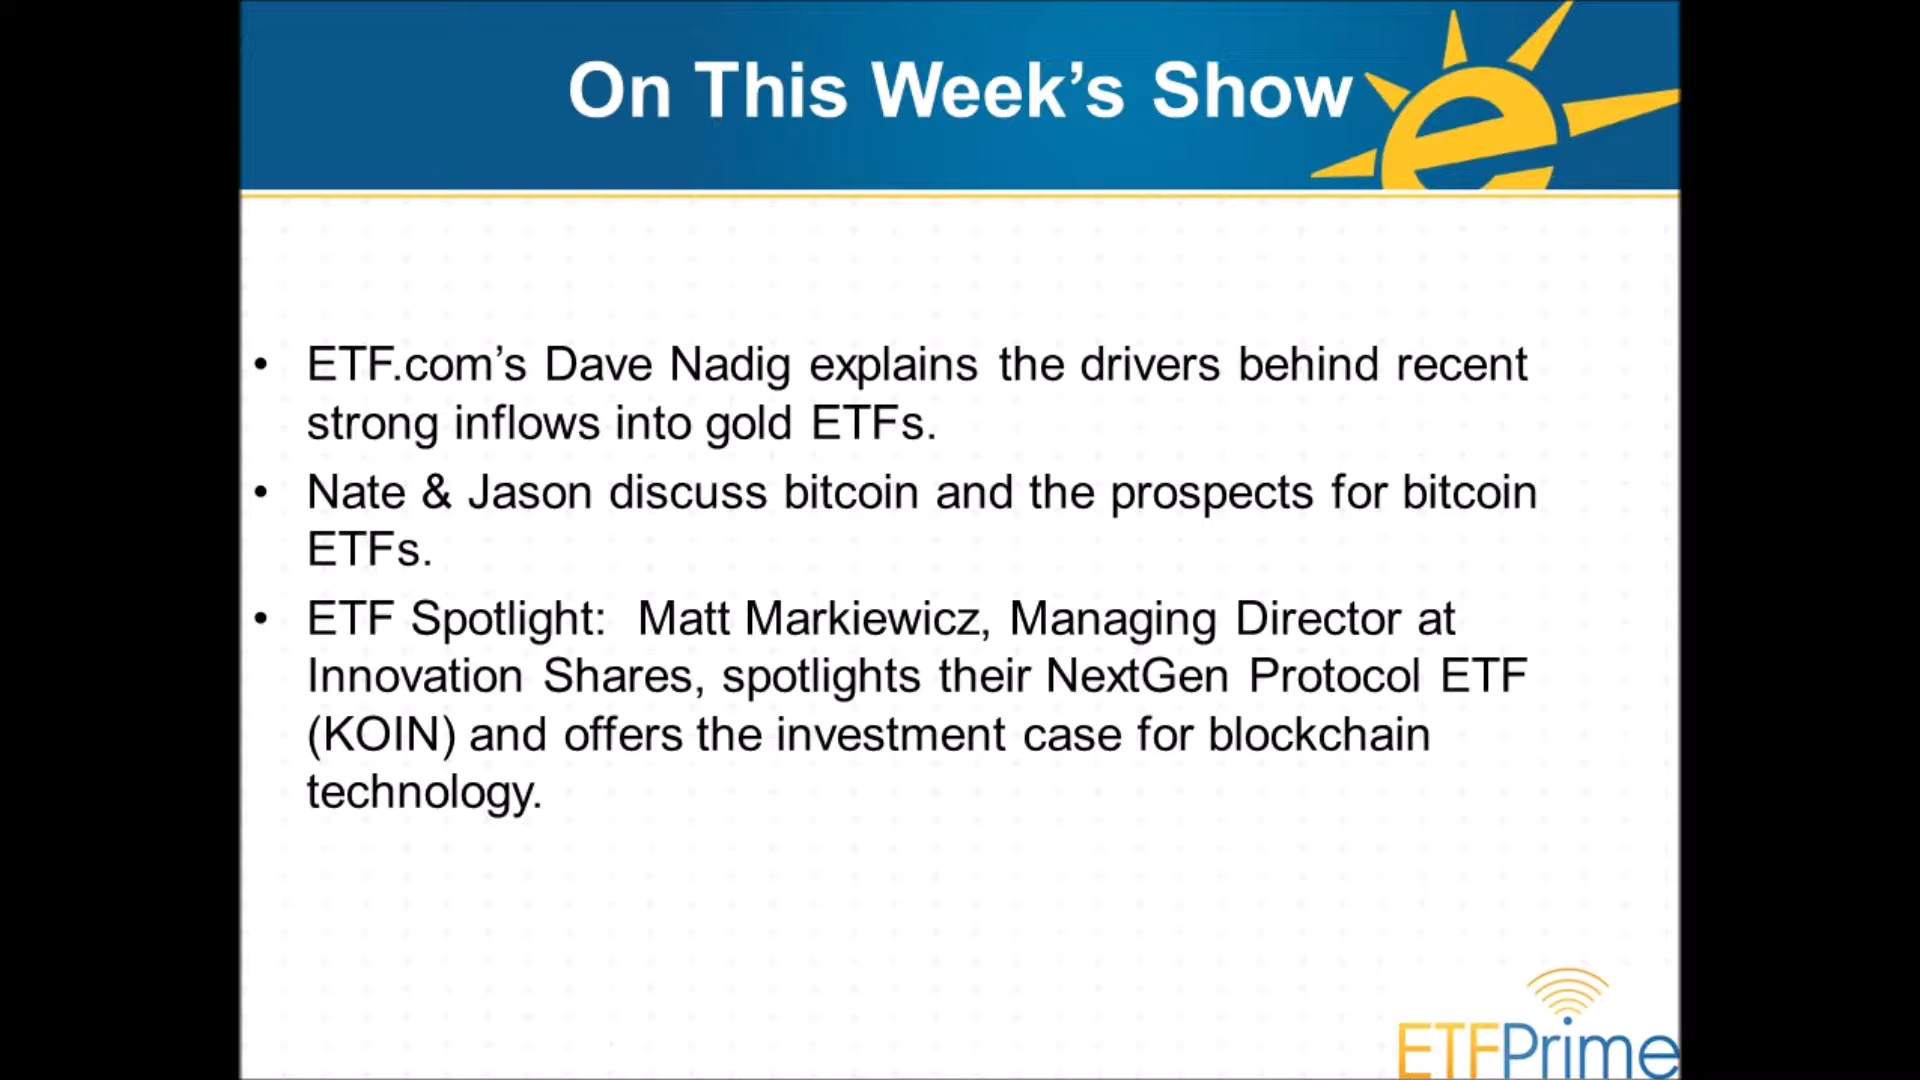 On This Week’s Show
• ETF.com’s Dave Nadig explains the drivers behind recent
strong inflows into gold ETFs.
• Nate & Jason discuss bitcoin and the prospects for bitcoin
ETFs.
• ETF Spotlight:  Matt Markiewicz, Managing Director at
Innovation Shares, spotlights their NextGen Protocol ETF
(KOIN) and offers the investment case for blockchain
technology.
ETFPrime